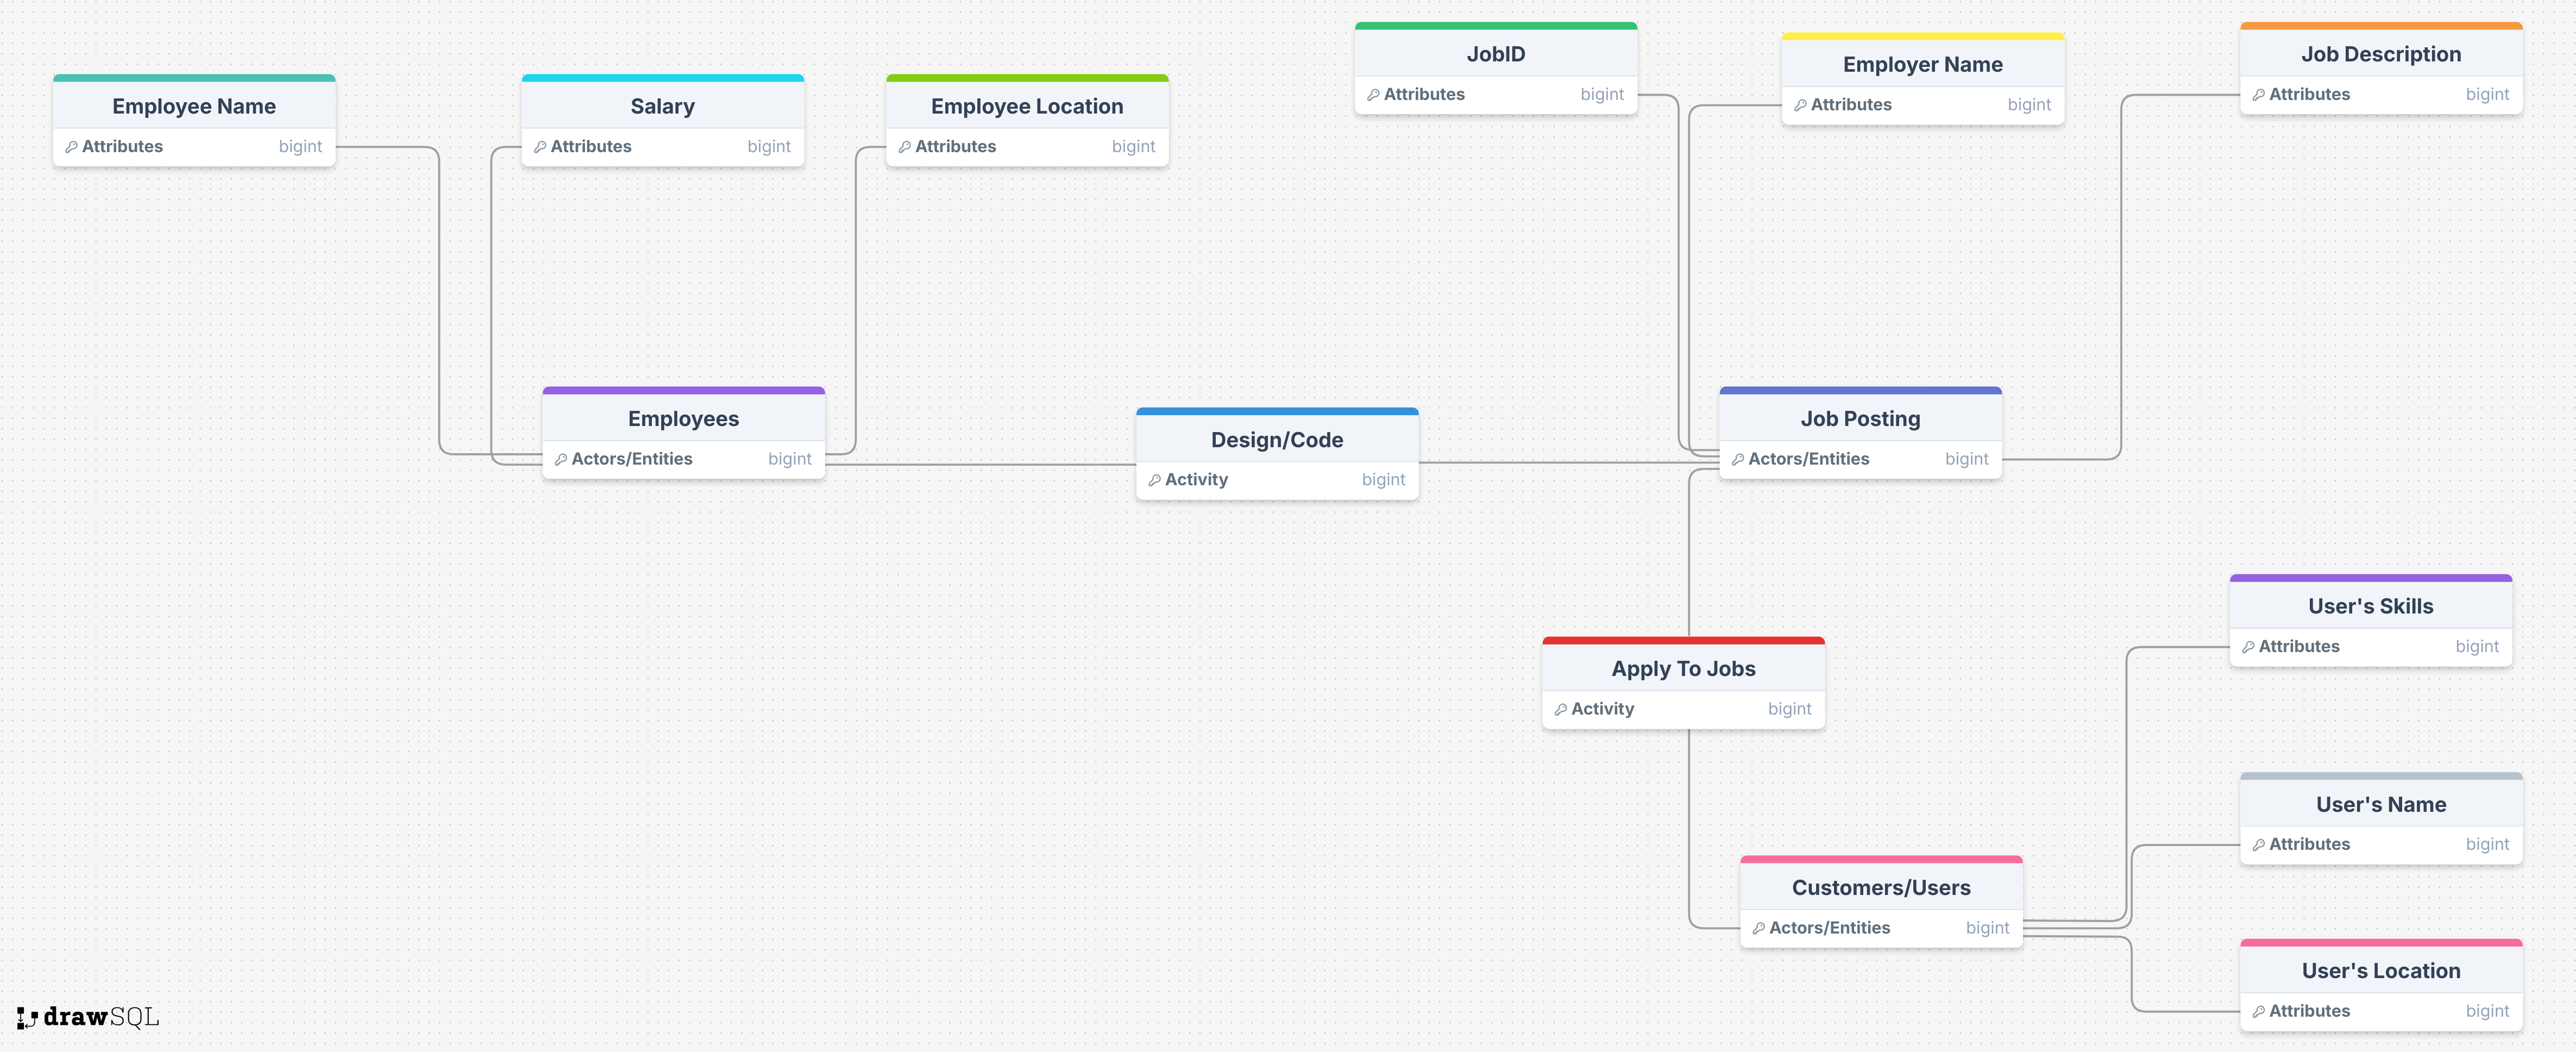 JobID
Attributes bigint
Employer Name
Attributes bigint
Job Description
Attributes bigint
Employee Name
Attributes bigint
Salary
Attributes bigint
Employee Location
Attributes bigint
Employees
Actors/Entities bigint
Design/Code
Activity bigint
Job Posting
Actors/Entities bigint
User's Skills
Attributes bigint
Apply To Jobs
Activity bigint
User's Name
Attributes bigint
Customers/Users
Actors/Entities bigint
User's Location
Attributes bigint
drawSQL